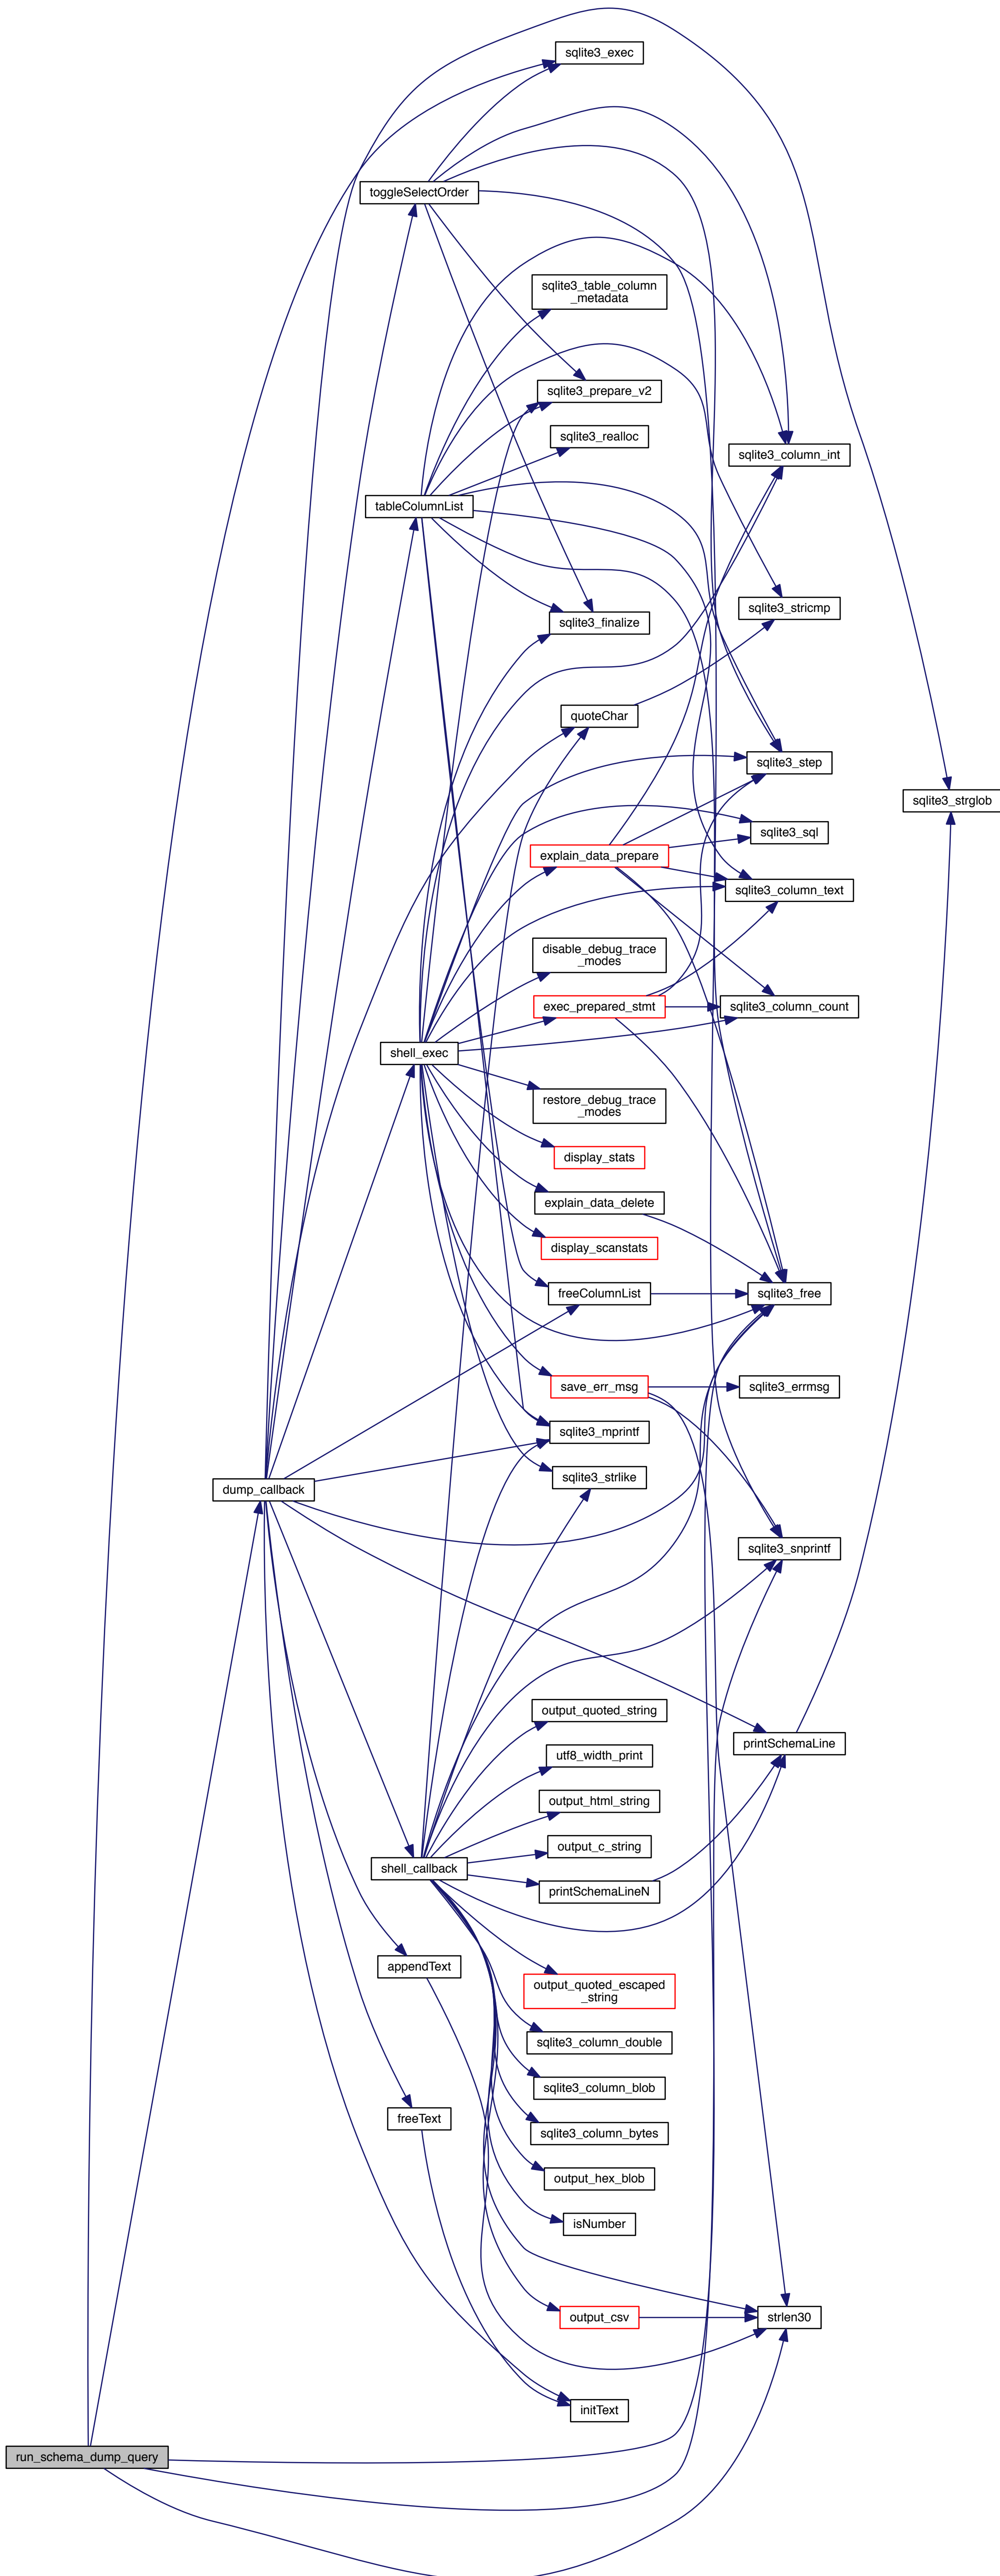 sqlite3_exec
toggleSelectOrder
sqlite3_table_column
_metadata
sqlite3_prepare_v2
sqlite3_realloc
sqlite3_column_int
tableColumnList
sqlite3_stricmp
sqlite3_finalize
quoteChar
sqlite3_step
sqlite3_strglob
sqlite3_sql
explain_data_prepare
sqlite3_column_text
disable_debug_trace
_modes
exec_prepared_stmt
sqlite3_column_count
shell_exec
restore_debug_trace
_modes
display_stats
explain_data_delete
display_scanstats
freeColumnList
sqlite3_free
save_err_msg
sqlite3_errmsg
sqlite3_mprintf
sqlite3_strlike
dump_callback
sqlite3_snprintf
output_quoted_string
printSchemaLine
utf8_width_print
output_html_string
output_c_string
shell_callback
printSchemaLineN
appendText
output_quoted_escaped
_string
sqlite3_column_double
sqlite3_column_blob
freeText
sqlite3_column_bytes
output_hex_blob
isNumber
output_csv
strlen30
initText
run_schema_dump_query